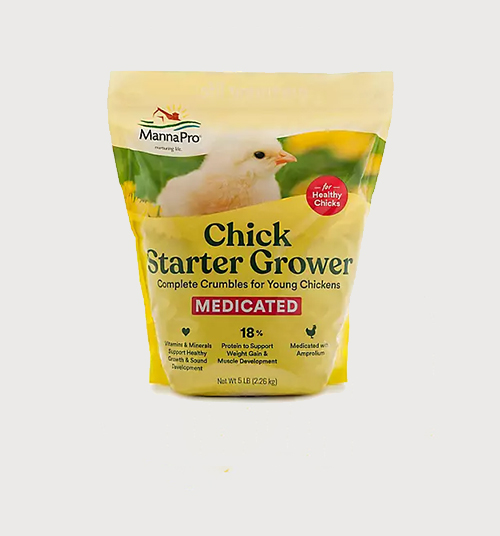 MannaPro
nurturing life.
for
Healthy
Chicks
Chick
Starter Grower
Complete Crumbles for Young Chickens
MEDICATED
Vitamins & Minerals
Support Healthy
Growth & Sound
Development
18%
Protein to Support
Weight Gain &
Muscle Development
Medicated with
Amprolium
Net Wt 5 LB (2.26 kg)